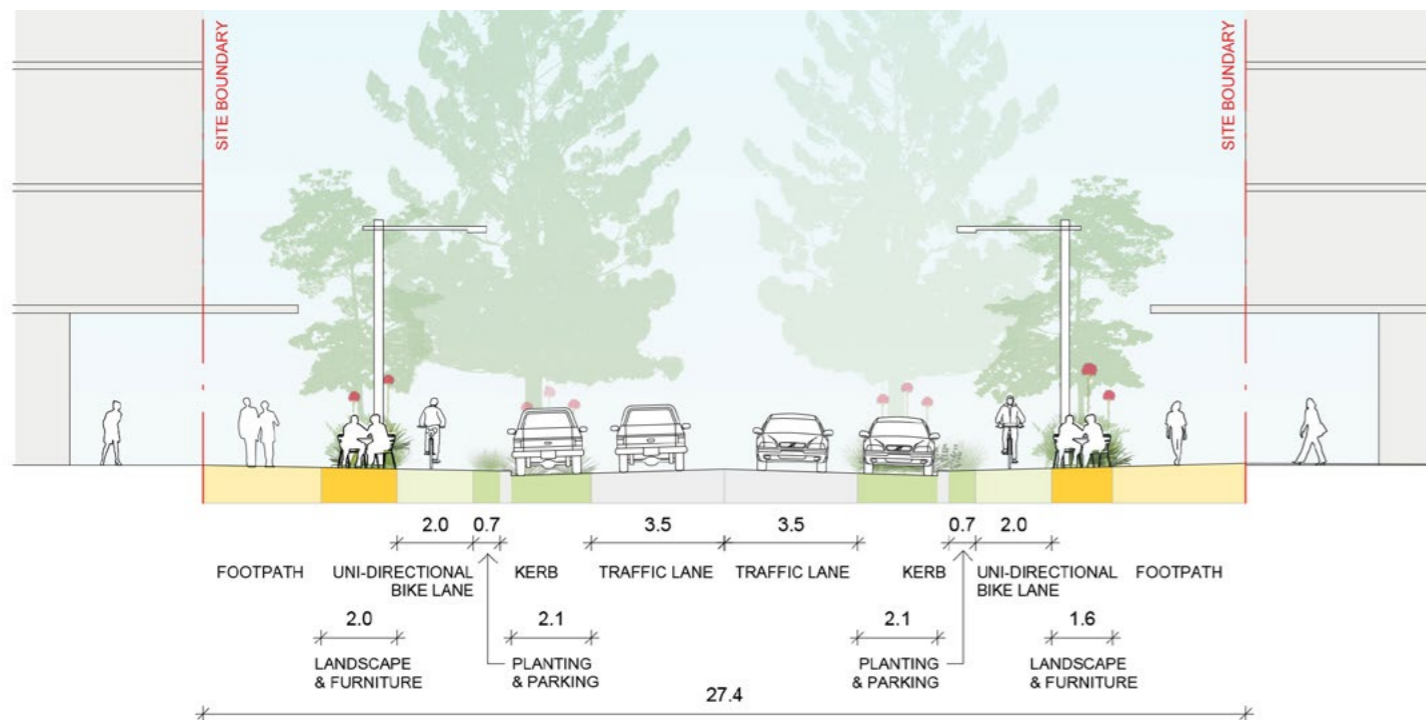 SITE BOUNDARY
SITE BOUNDARY
2.0
0.7
3.5
3.5
0.7
2.0
FOOTPATH
UNI-DIRECTIONAL
BIKE LANE
KERB
TRAFFIC LANE
TRAFFIC LANE
KERB
UNI-DIRECTIONAL
BIKE LANE
FOOTPATH
2.0
2.1
2.1
1.6
LANDSCAPE
& FURNITURE
PLANTING
& PARKING
PLANTING
& PARKING
LANDSCAPE
& FURNITURE
27.4